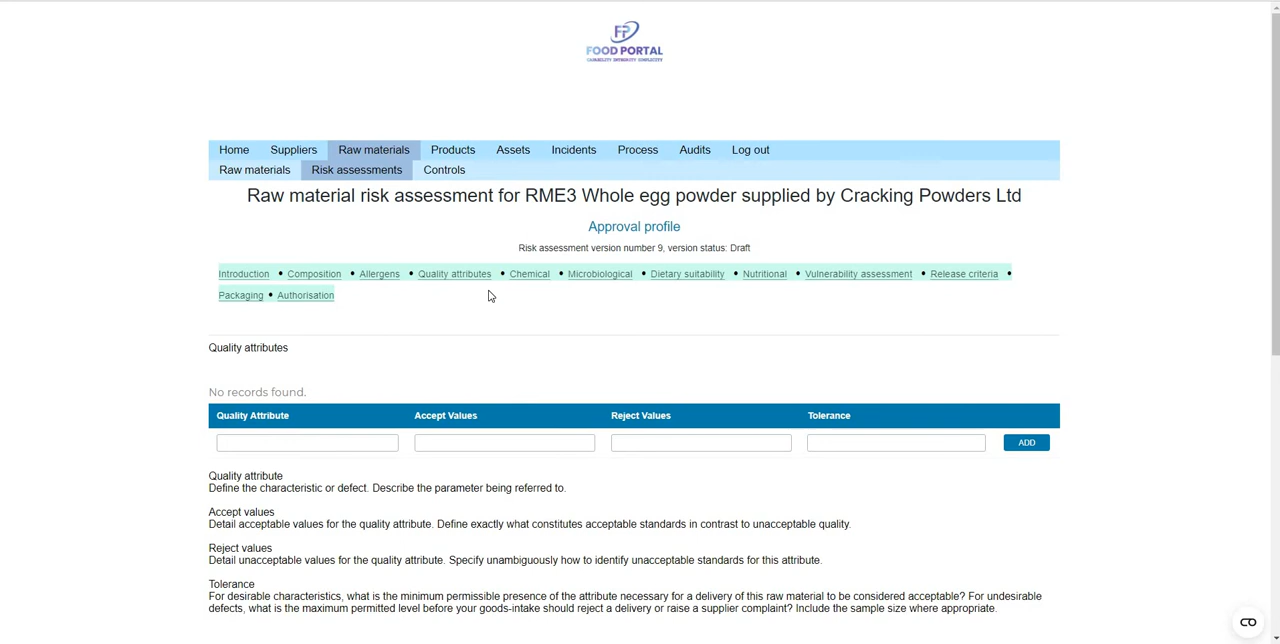 FP
FOOD PORTAL
CAPABILITY INTEGRITY SIMPLICITY
Home Suppliers Raw materials Products Assets Incidents Process Audits Log out
Raw materials Risk assessments Controls
Raw material risk assessment for RME3 Whole egg powder supplied by Cracking Powders Ltd
Approval profile
Risk assessment version number 9, version status: Draft
Introduction • Composition • Allergens • Quality attributes • Chemical • Microbiological • Dietary suitability • Nutritional • Vulnerability assessment • Release criteria •
Packaging • Authorisation
Quality attributes
No records found.
Quality Attribute Accept Values Reject Values Tolerance
ADD
Quality attribute
Define the characteristic or defect. Describe the parameter being referred to.
Accept values
Detail acceptable values for the quality attribute. Define exactly what constitutes acceptable standards in contrast to unacceptable quality.
Reject values
Detail unacceptable values for the quality attribute. Specify unambiguously how to identify unacceptable standards for this attribute.
Tolerance
For desirable characteristics, what is the minimum permissible presence of the attribute necessary for a delivery of this raw material to be considered acceptable? For undesirable
defects, what is the maximum permitted level before your goods-intake should reject a delivery or raise a supplier complaint? Include the sample size where appropriate.